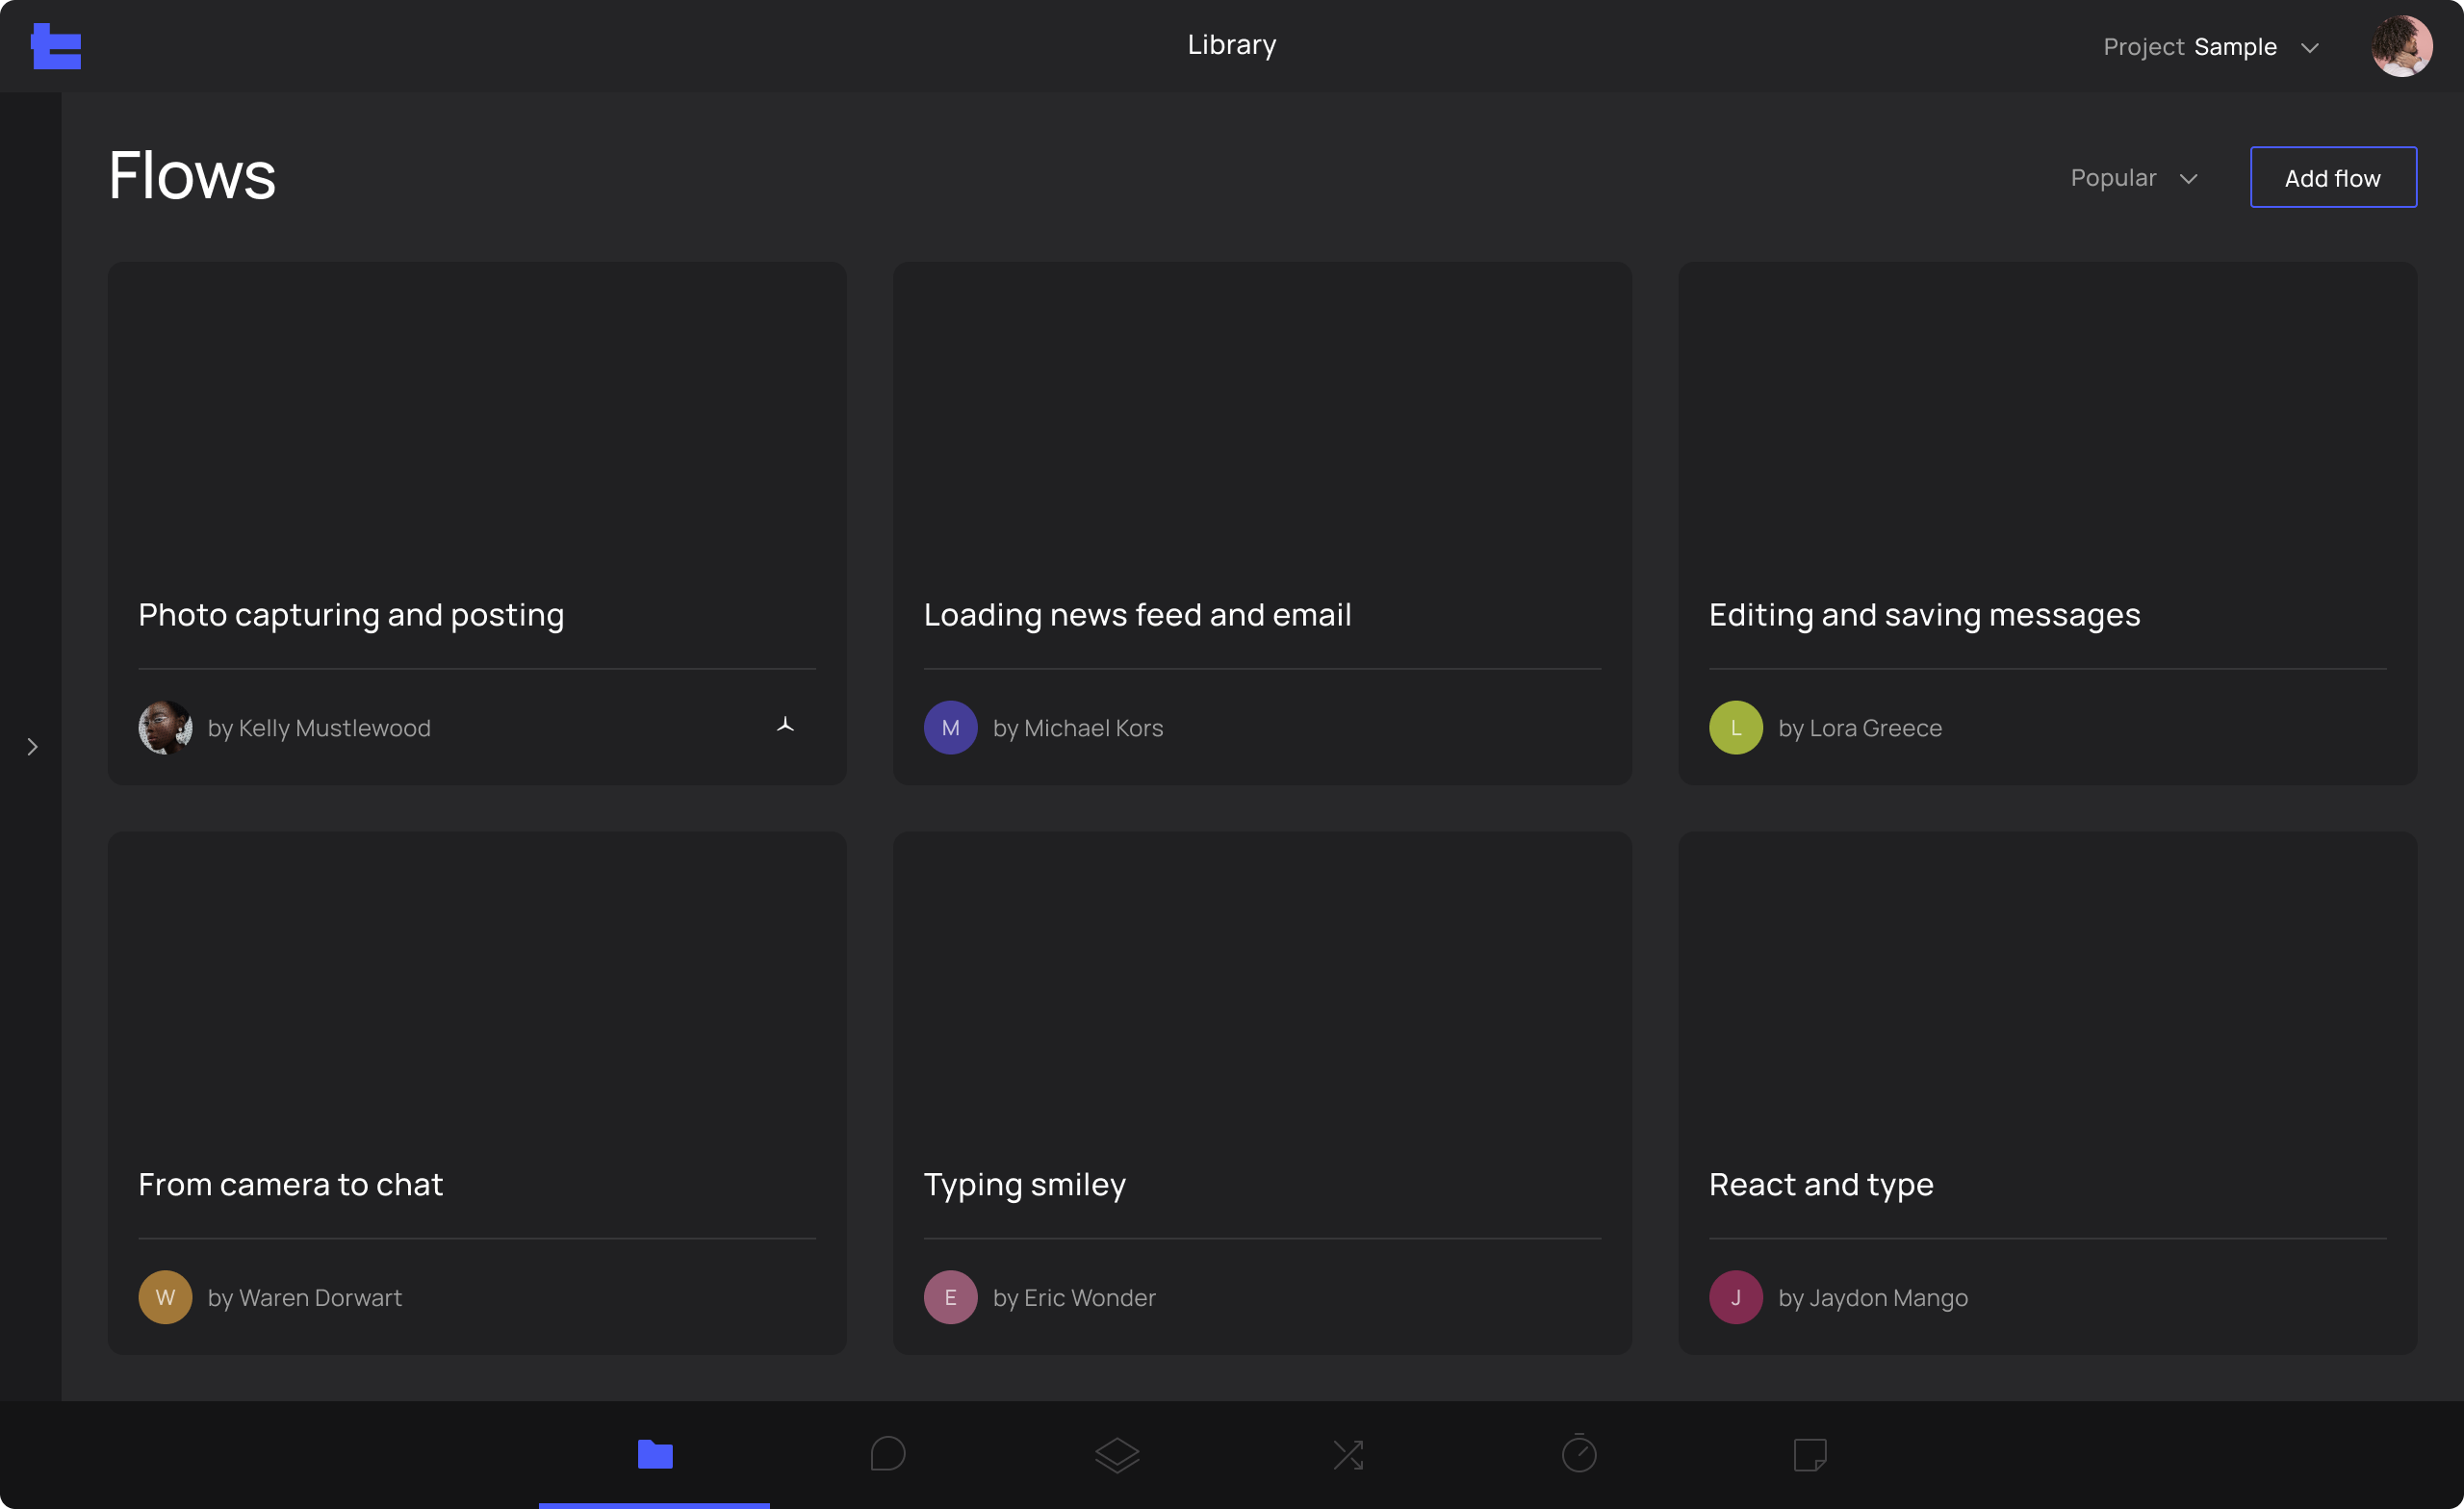 Library
Project Sample
Flows
Popular
Add flow
Photo capturing and posting
by Kelly Mustlewood
Loading news feed and email
M
by Michael Kors
Editing and saving messages
L
by Lora Greece
From camera to chat
W
by Waren Dorwart
Typing smiley
E
by Eric Wonder
React and type
J
by Jaydon Mango